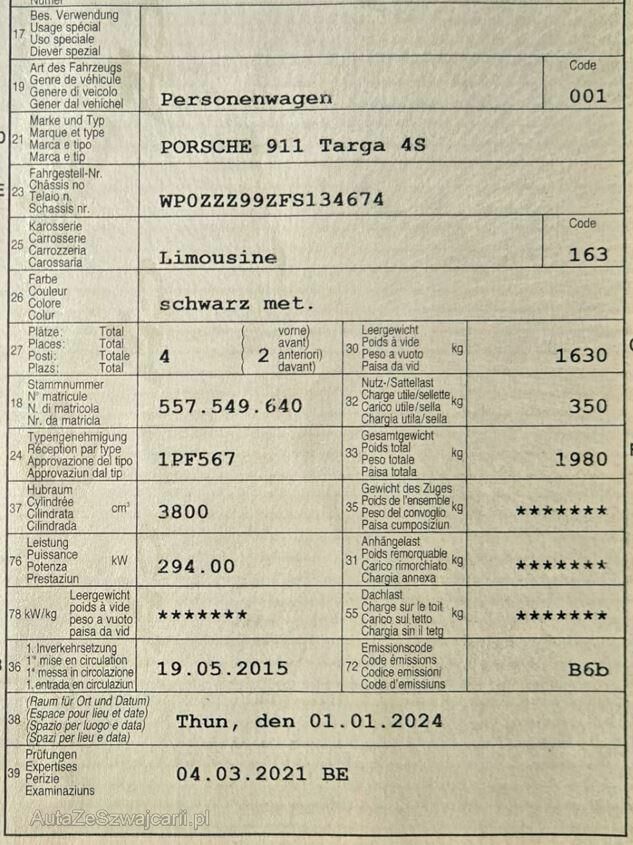 17 Bes. Verwendung
Usage spécial
Uso speciale
Diever spezial
19 Art des Fahrzeugs
Genre de véhicule
Genere di veicolo
Gener dal vehichel
Personenwagen
Code
001
21 Marke und Typ
Marque et type
Marca e tipo
Marca e tip
PORSCHE 911 Targa 4S
23 Fahrgestell-Nr.
Châssis no
Telaio n.
Schassis nr.
WP0ZZZ99ZFS134674
25 Karosserie
Carrosserie
Carrozzeria
Carossaria
Limousine
Code
163
26 Farbe
Couleur
Colore
Colur
schwarz met.
27 Plätze: Total
Places: Total
Posti: Totale
Plazs: Total
4
( vorne)
avant)
2 anteriori)
( davant)
30 Leergewicht
Poids à vide kg
Peso a vuoto
Paisa da vid
1630
18 Stammnummer
N° matricule
N. di matricola
Nr. da matricla
557.549.640
32 Nutz-/Sattellast
Charge utile/sellette kg
Carico utile/sella
Chargia utila/sella
350
24 Typengenehmigung
Réception par type
Approvazione del tipo
Approvaziun dal tip
1PF567
33 Gesamtgewicht
Poids total kg
Peso totale
Paisa totala
1980
37 Hubraum
Cylindrée cm³
Cilindrata
Cilindrada
3800
35 Gewicht des Zuges
Poids de l'ensemble kg
Peso del convoglio
Paisa cumposiziun
*******
76 Leistung
Puissance kW
Potenza
Prestaziun
294.00
31 Anhängelast
Poids remorquable kg
Carico rimorchiato
Chargia annexa
*******
78 kW/kg Leergewicht
poids à vide
peso a vuoto
paisa da vid
*******
55 Dachlast
Charge sur le toit kg
Carico sul tetto
Chargia sin il tetg
*******
36 1. Inverkehrsetzung
1re mise en circulation
1a messa in circolazione
1. entrada en circulaziun
19.05.2015
72 Emissionscode
Code émissions
Codice emissioni
Code d'emissiuns
B6b
38 (Raum für Ort und Datum)
(Espace pour lieu et date)
(Spazio per luogo e data)
(Spazi per lieu e data)
Thun, den 01.01.2024
39 Prüfungen
Expertises
Perizie
Examinaziuns
04.03.2021 BE
AutaZeSzwajcarii.pl